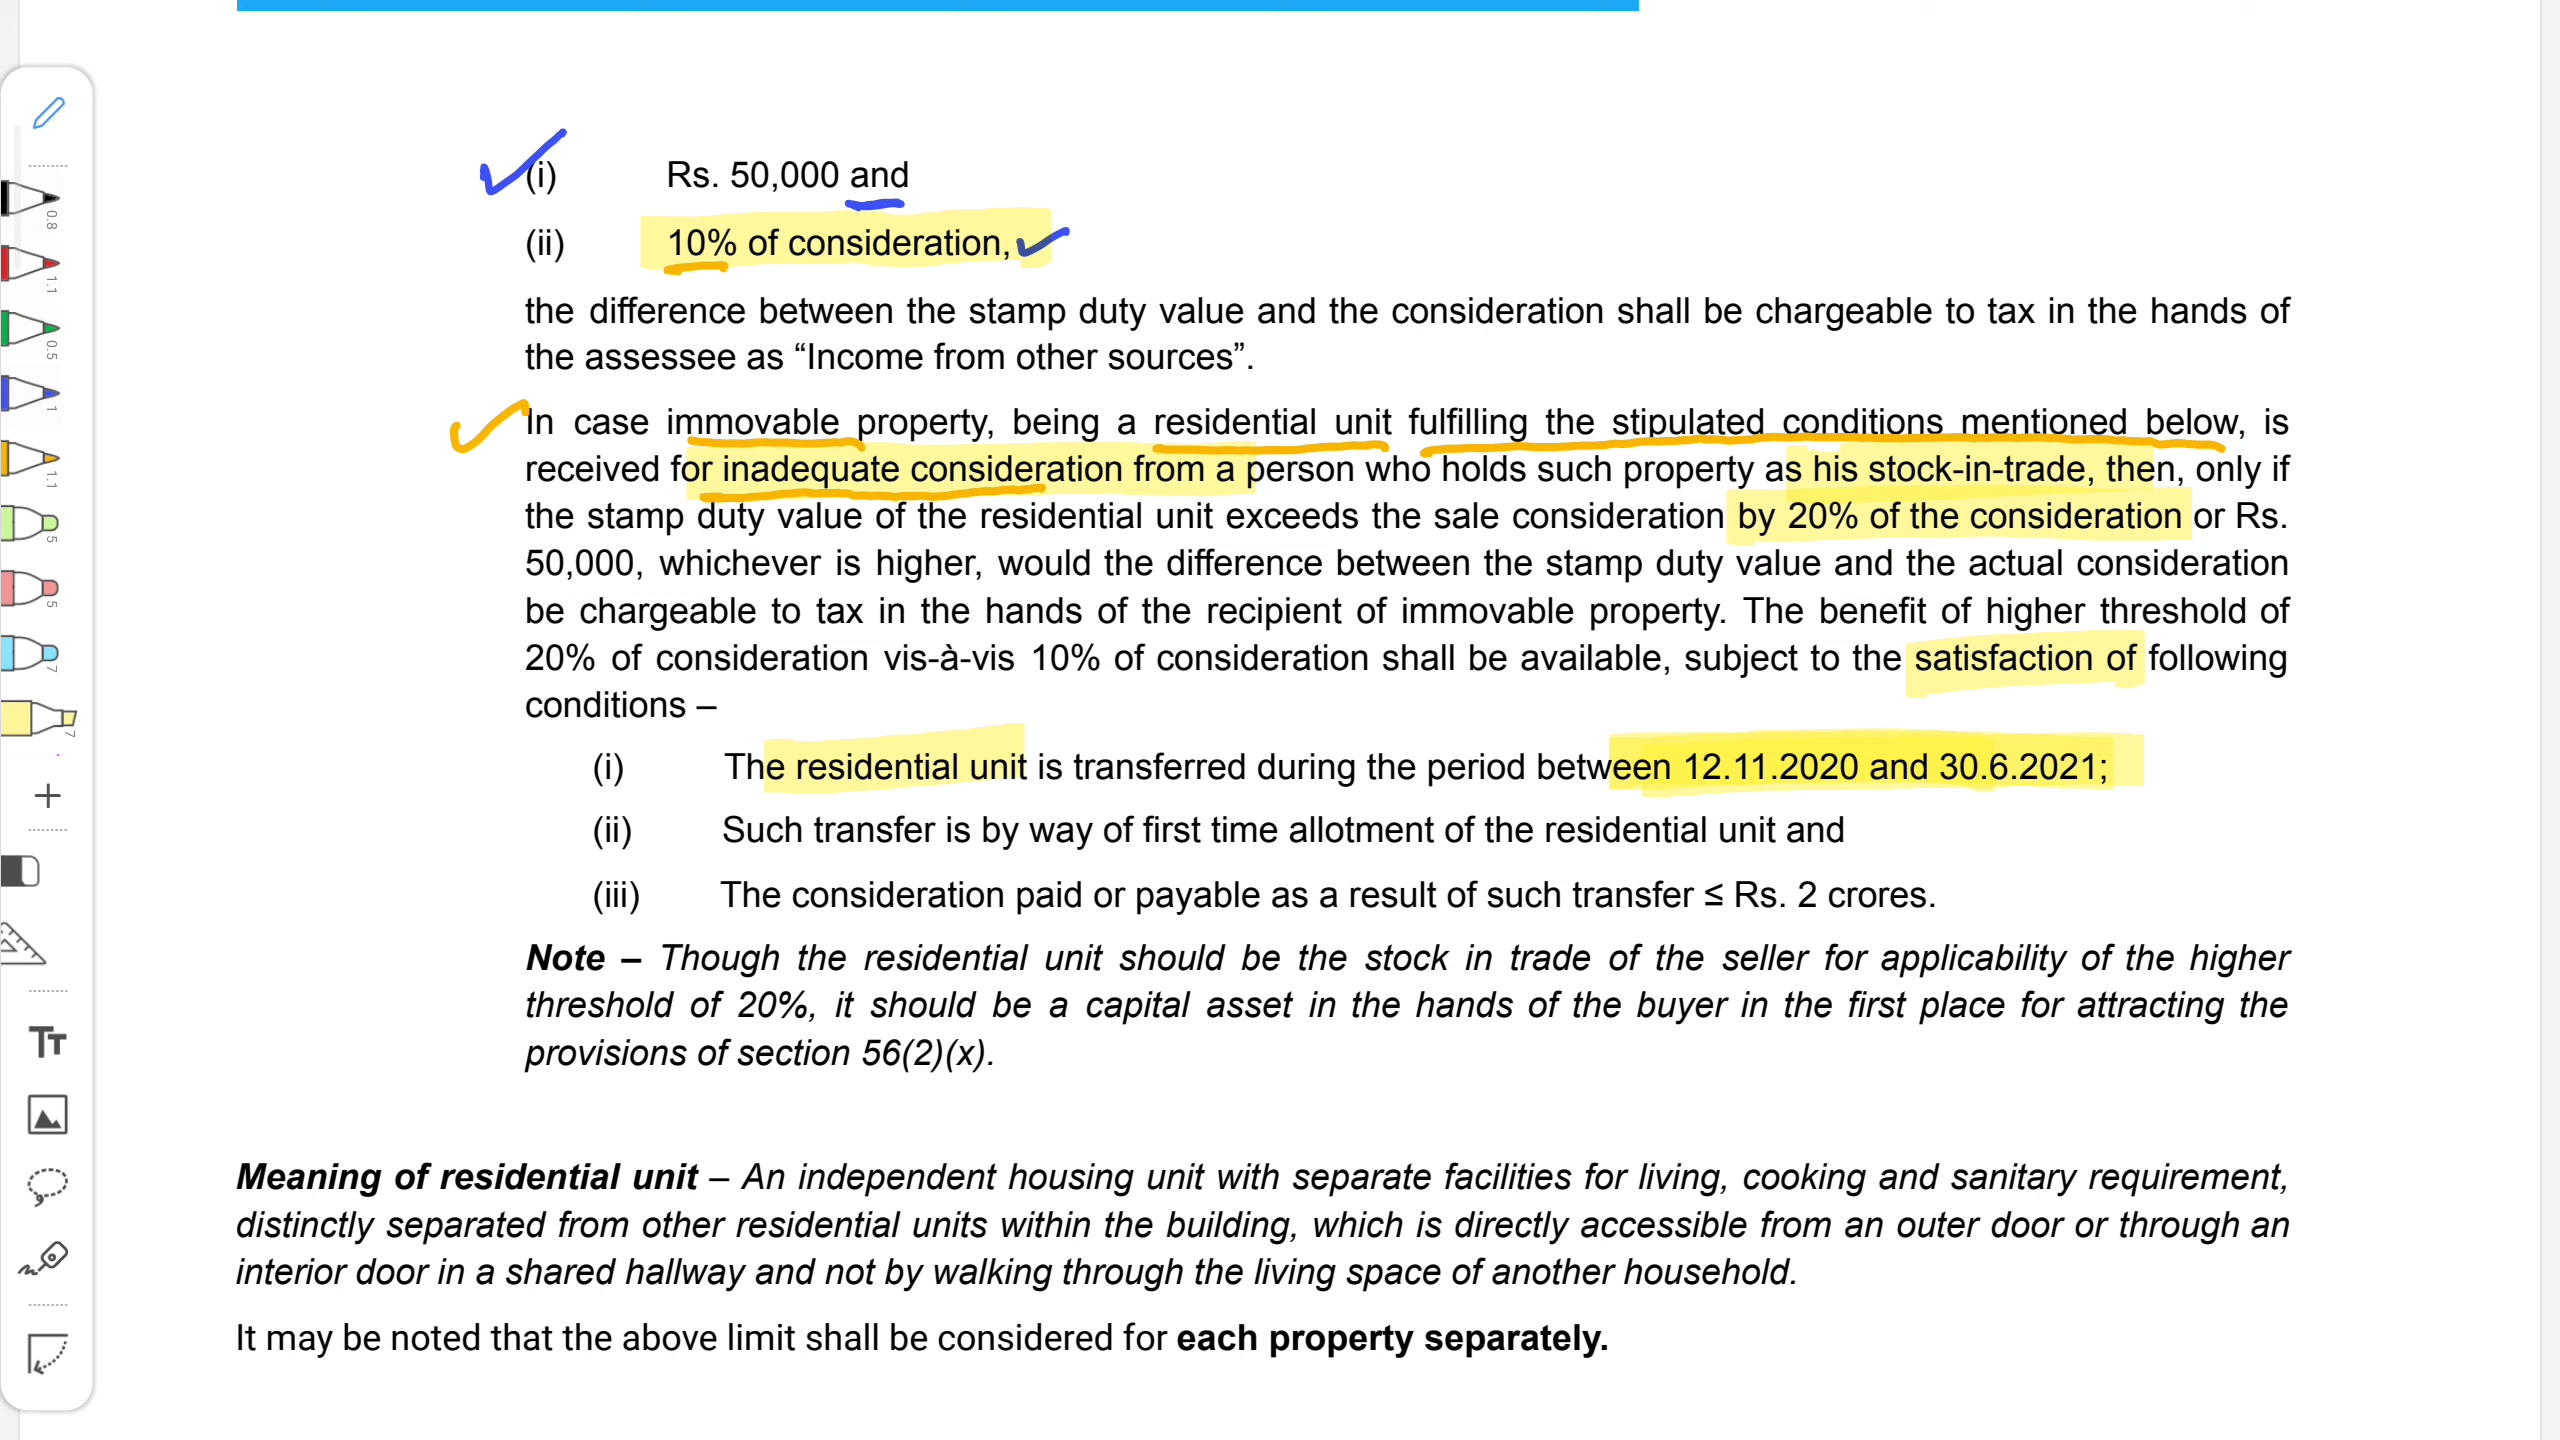 (i) Rs. 50,000 and
(ii) 10% of consideration,
the difference between the stamp duty value and the consideration shall be chargeable to tax in the hands of
the assessee as “Income from other sources”.
In case immovable property, being a residential unit fulfilling the stipulated conditions mentioned below, is
received for inadequate consideration from a person who holds such property as his stock-in-trade, then, only if
the stamp duty value of the residential unit exceeds the sale consideration by 20% of the consideration or Rs.
50,000, whichever is higher, would the difference between the stamp duty value and the actual consideration
be chargeable to tax in the hands of the recipient of immovable property. The benefit of higher threshold of
20% of consideration vis-à-vis 10% of consideration shall be available, subject to the satisfaction of following
conditions –
(i) The residential unit is transferred during the period between 12.11.2020 and 30.6.2021;
(ii) Such transfer is by way of first time allotment of the residential unit and
(iii) The consideration paid or payable as a result of such transfer ≤ Rs. 2 crores.
Note – Though the residential unit should be the stock in trade of the seller for applicability of the higher
threshold of 20%, it should be a capital asset in the hands of the buyer in the first place for attracting the
provisions of section 56(2)(x).
Meaning of residential unit – An independent housing unit with separate facilities for living, cooking and sanitary requirement,
distinctly separated from other residential units within the building, which is directly accessible from an outer door or through an
interior door in a shared hallway and not by walking through the living space of another household.
It may be noted that the above limit shall be considered for each property separately.
0.8
1.1
0.5
1
1.1
5
5
7
7
TT